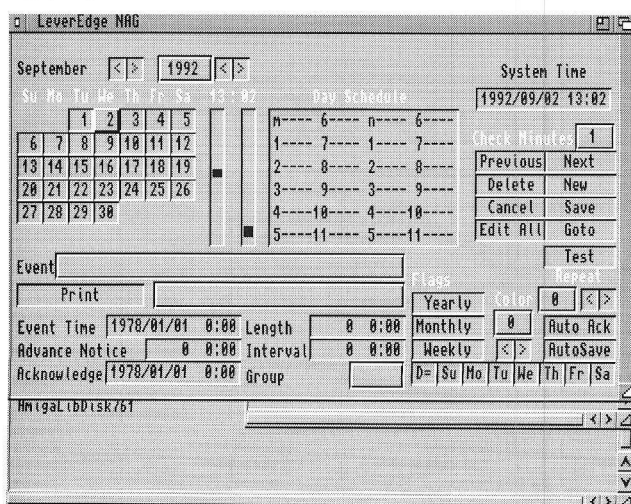 LeverEdge NAG
September < > 1992 < >
System Time
1992/09/02 13:02
Su Mo Tu We Th Fr Sa 13:02 Day Schedule
1 2 3 4 5
6 7 8 9 10 11 12
13 14 15 16 17 18 19
20 21 22 23 24 25 26
27 28 29 30
m---- 6---- n---- 6----
1---- 7---- 1---- 7----
2---- 8---- 2---- 8----
3---- 9---- 3---- 9----
4----10---- 4----10----
5----11---- 5----11----
Check Minutes 1
Previous Next
Delete New
Cancel Save
Edit All Goto
Test
Event
Print
Flags
Yearly
Monthly
Weekly
Color
0
< >
Repeat
0 < >
Auto Ack
AutoSave
Event Time 1978/01/01 0:00 Length 0 0:00
Advance Notice 0 0:00 Interval 0 0:00
Acknowledge 1978/01/01 0:00 Group
D= Su Mo Tu We Th Fr Sa
AmigaLibDisk761